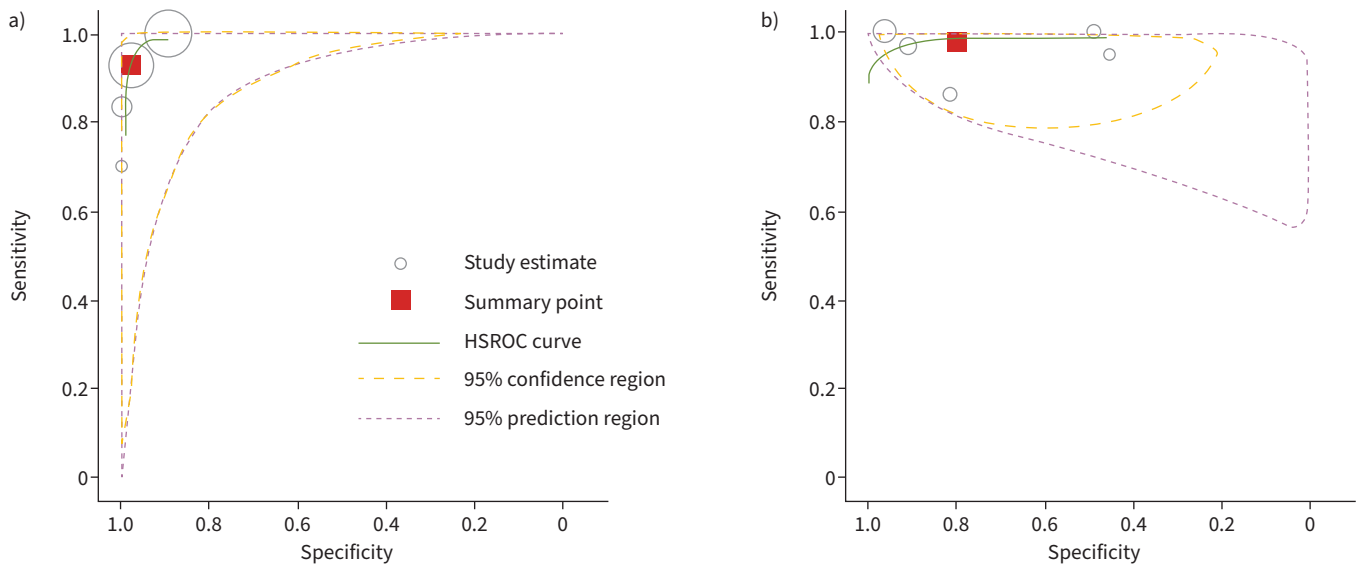 a)
1.0
0.8
0.6
0.4
0.2
0
Sensitivity
1.0 0.8 0.6 0.4 0.2 0
Specificity
Study estimate
Summary point
HSROC curve
95% confidence region
95% prediction region
b)
1.0
0.8
0.6
0.4
0.2
0
Sensitivity
1.0 0.8 0.6 0.4 0.2 0
Specificity